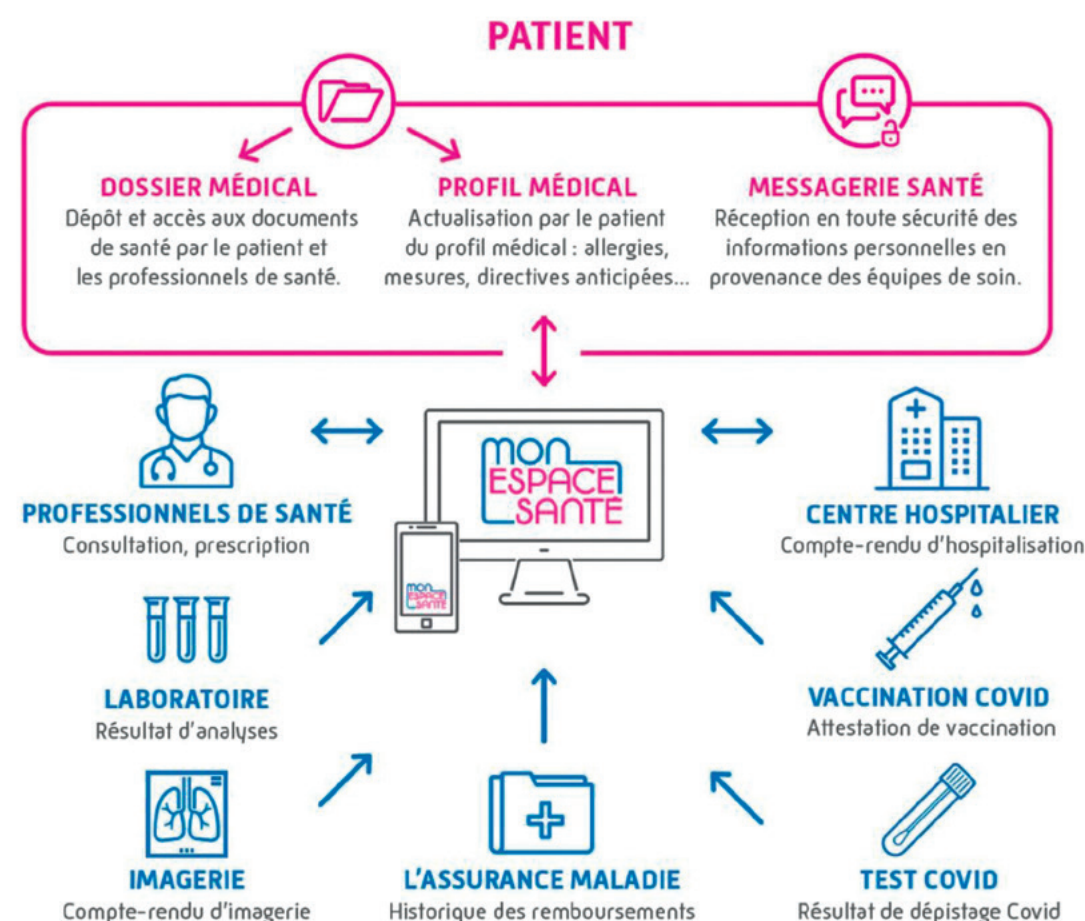 PATIENT
DOSSIER MÉDICAL
Dépôt et accès aux documents
de santé par le patient et
les professionnels de santé.
PROFIL MÉDICAL
Actualisation par le patient
du profil médical : allergies,
mesures, directives anticipées...
MESSAGERIE SANTÉ
Réception en toute sécurité des
informations personnelles en
provenance des équipes de soin.
mon
ESPACE
SANTÉ
mon
ESPACE
SANTÉ
PROFESSIONNELS DE SANTÉ
Consultation, prescription
CENTRE HOSPITALIER
Compte-rendu d'hospitalisation
LABORATOIRE
Résultat d'analyses
VACCINATION COVID
Attestation de vaccination
IMAGERIE
Compte-rendu d'imagerie
L'ASSURANCE MALADIE
Historique des remboursements
TEST COVID
Résultat de dépistage Covid